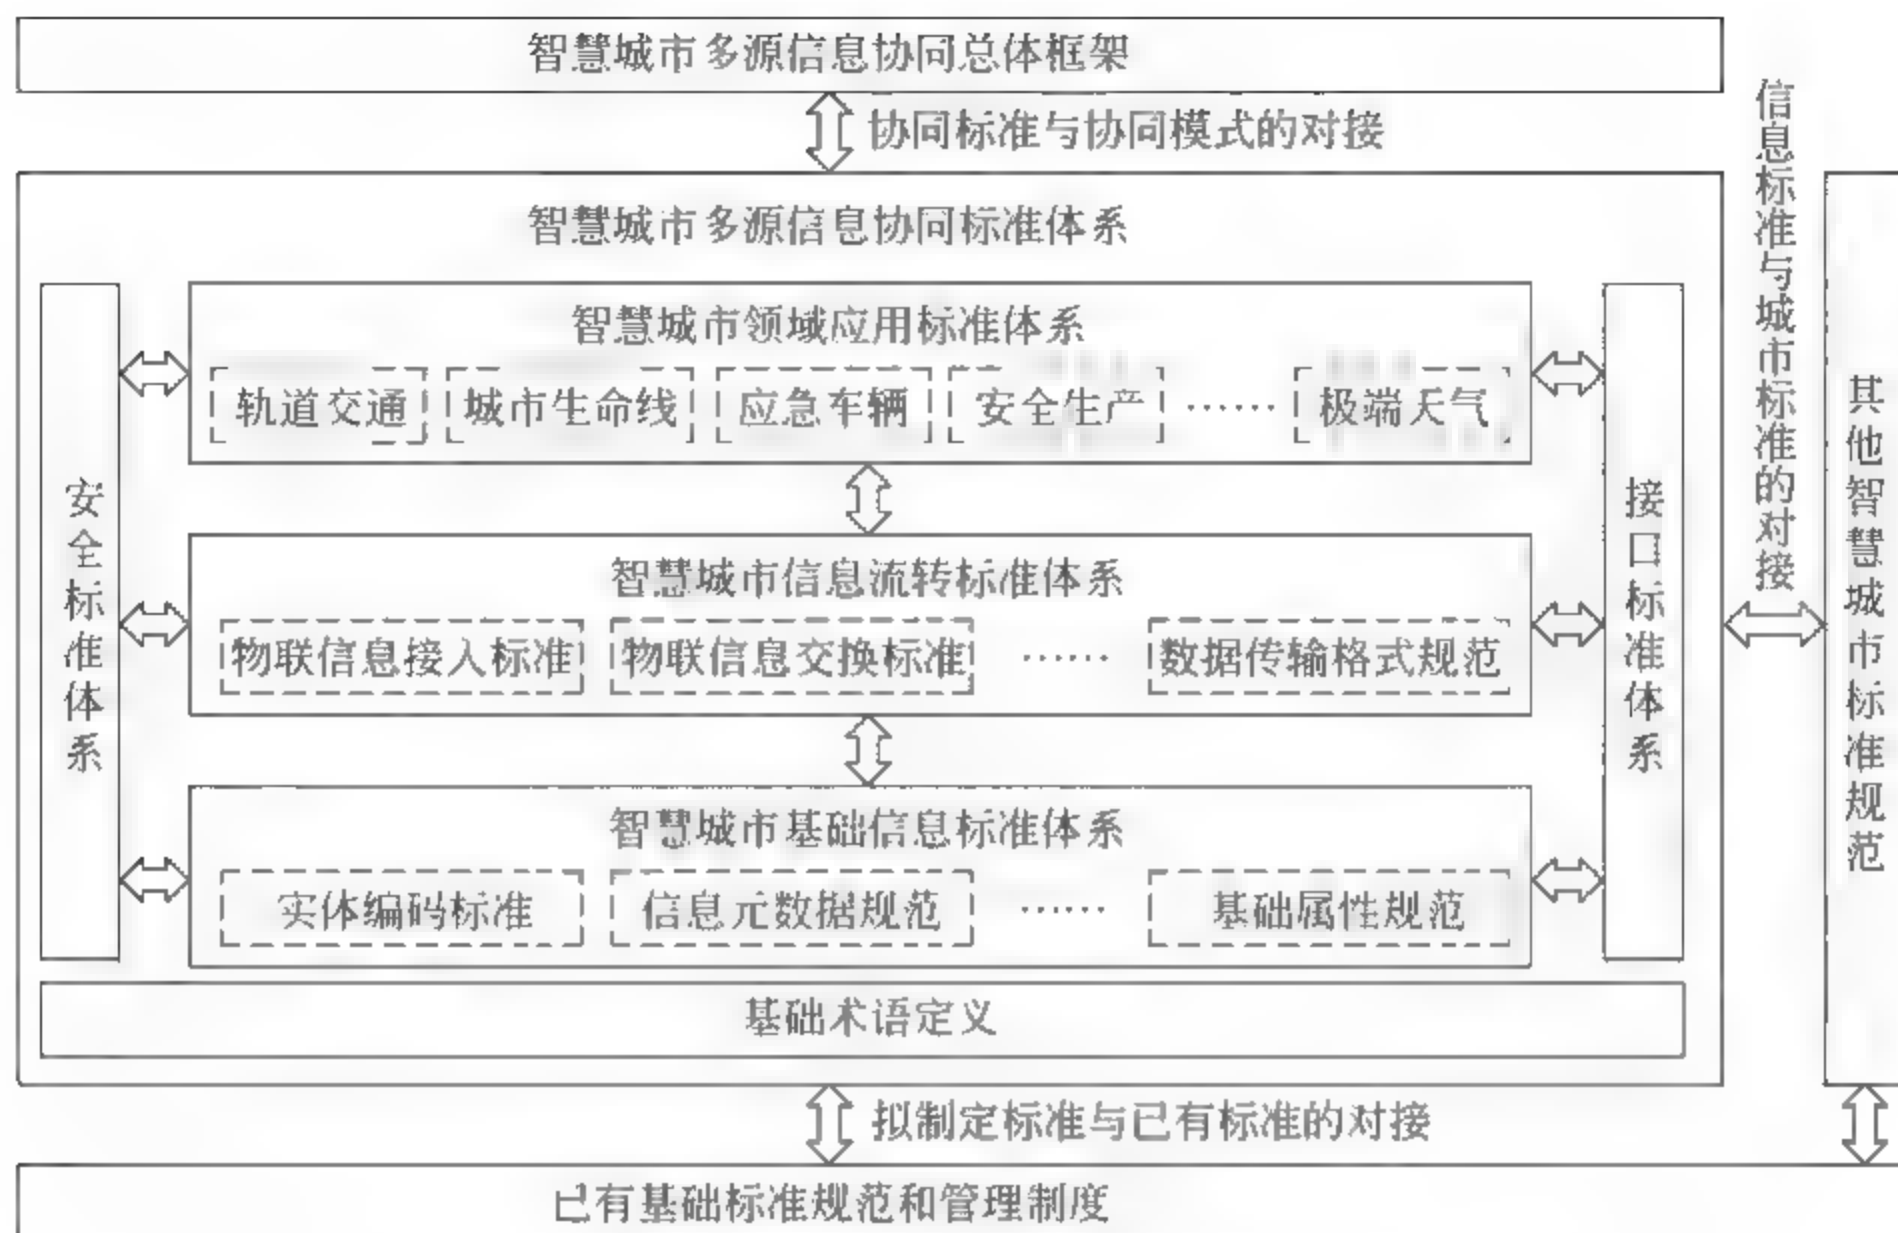 智慧城市多源信息协同总体框架
协同标准与协同模式的对接
智慧城市多源信息协同标准体系
安全标准体系
智慧城市领域应用标准体系
轨道交通 城市生命线 应急车辆 安全生产 …… 极端天气
智慧城市信息流转标准体系
物联信息接入标准 物联信息交换标准 …… 数据传输格式规范
智慧城市基础信息标准体系
实体编码标准 信息元数据规范 …… 基础属性规范
接口标准体系
基础术语定义
信息标准与城市标准的对接
其他智慧城市标准规范
拟制定标准与已有标准的对接
已有基础标准规范和管理制度